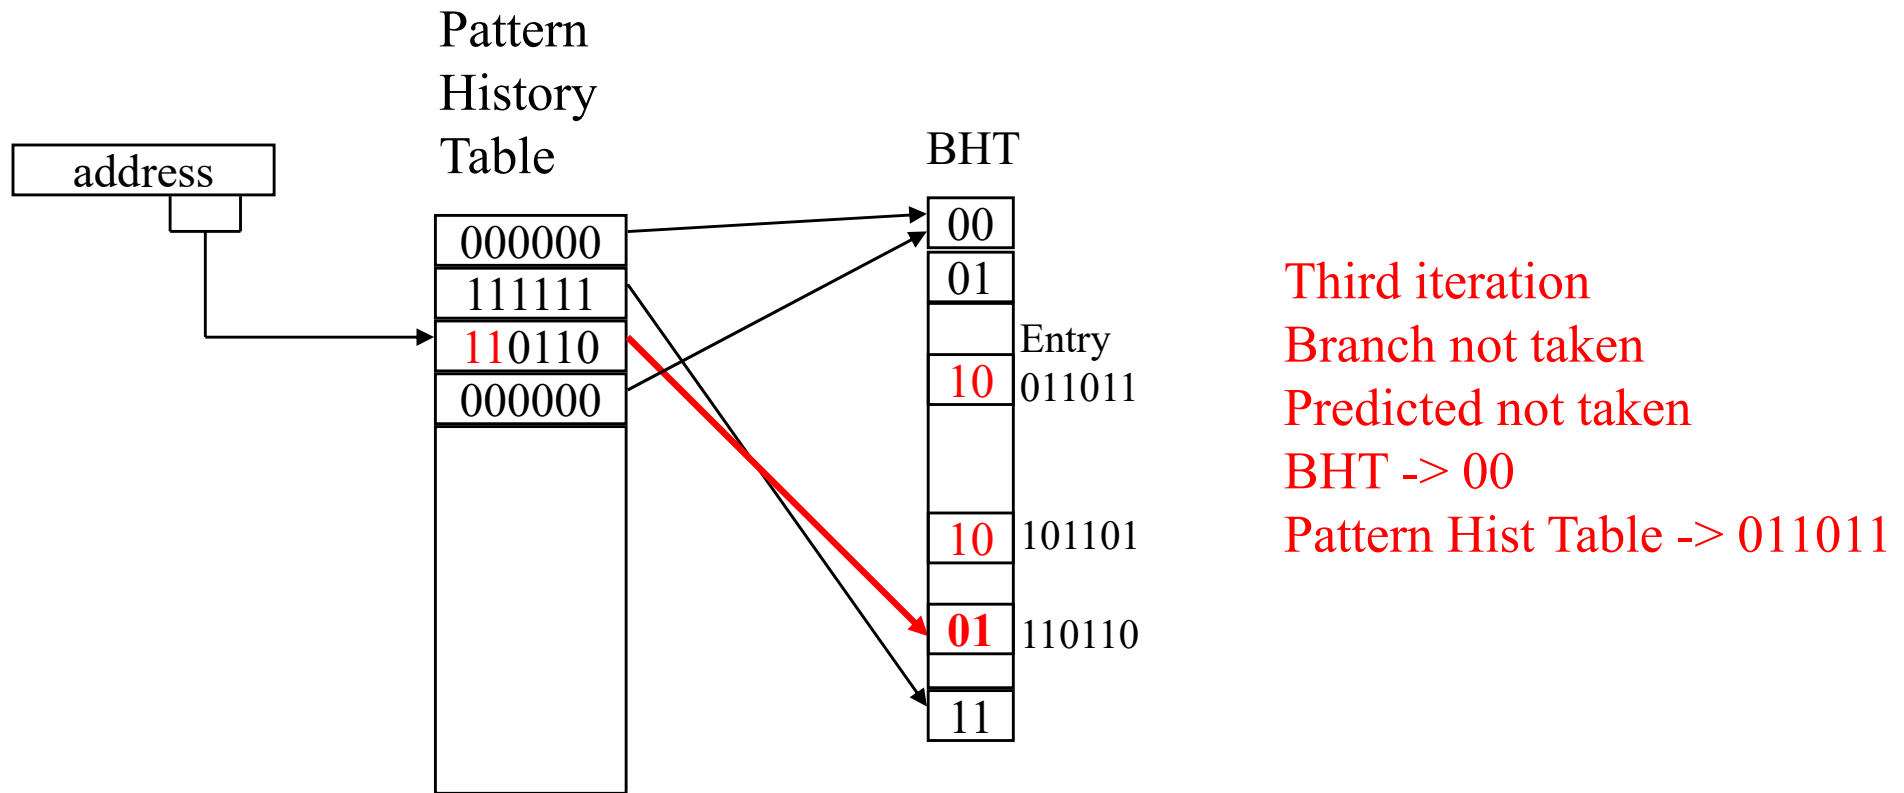 Pattern
History
Table
address
000000
111111
110110
000000
BHT
00
01
10
10
01
11
Entry
011011
101101
110110
Third iteration
Branch not taken
Predicted not taken
BHT -> 00
Pattern Hist Table -> 011011